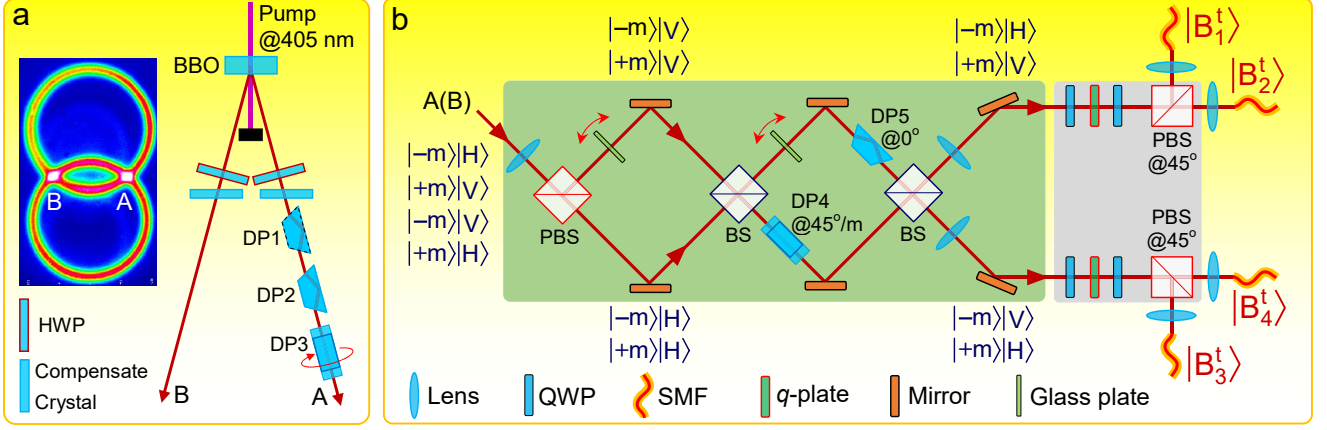 a
Pump
@405 nm
BBO
B
A
DP1
DP2
DP3
HWP
Compensate
Crystal
B
A
b
|−m⟩|V⟩
|+m⟩|V⟩
|−m⟩|H⟩
|+m⟩|V⟩
A(B)
|−m⟩|H⟩
|+m⟩|V⟩
|−m⟩|V⟩
|+m⟩|H⟩
PBS
BS
DP5
@0°
DP4
@45°/m
BS
|−m⟩|H⟩
|+m⟩|H⟩
|−m⟩|V⟩
|+m⟩|H⟩
|B₁ᵗ⟩
|B₂ᵗ⟩
PBS
@45°
PBS
@45°
|B₄ᵗ⟩
|B₃ᵗ⟩
Lens
QWP
SMF
q-plate
Mirror
Glass plate